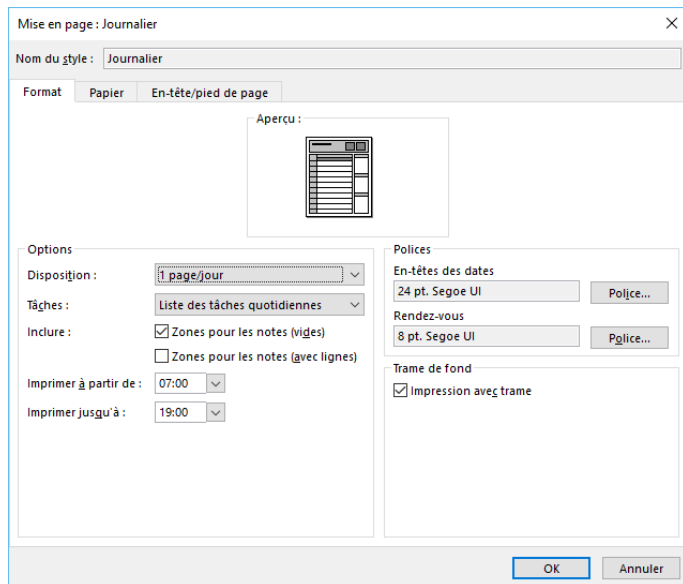 Mise en page : Journalier
Nom du style : Journalier
Format Papier En-tête/pied de page
Aperçu :
Options
Disposition : 1 page/jour
Tâches : Liste des tâches quotidiennes
Inclure : Zones pour les notes (vides)
Zones pour les notes (avec lignes)
Imprimer à partir de : 07:00
Imprimer jusqu'à : 19:00
Polices
En-têtes des dates
24 pt. Segoe UI Police...
Rendez-vous
8 pt. Segoe UI Police...
Trame de fond
Impression avec trame
OK Annuler